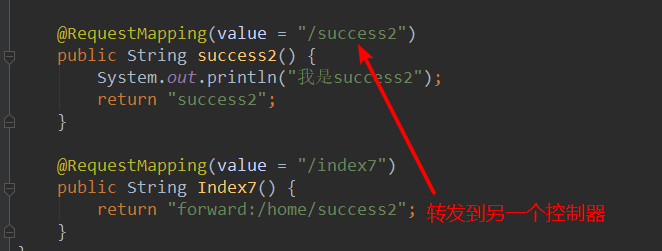 @RequestMapping(value = "/success2")
public String success2() {
System.out.println("我是success2");
return "success2";
}
@RequestMapping(value = "/index7")
public String Index7() {
return "forward:/home/success2"; 转发到另一个控制器
}
}